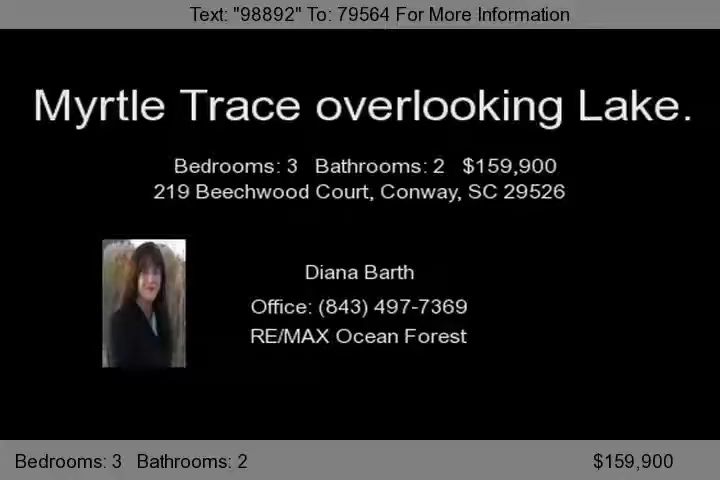 Text: "98892" To: 79564 For More Information
Myrtle Trace overlooking Lake.
Bedrooms: 3 Bathrooms: 2 $159,900
219 Beechwood Court, Conway, SC 29526
Diana Barth
Office: (843) 497-7369
RE/MAX Ocean Forest
Bedrooms: 3 Bathrooms: 2 $159,900